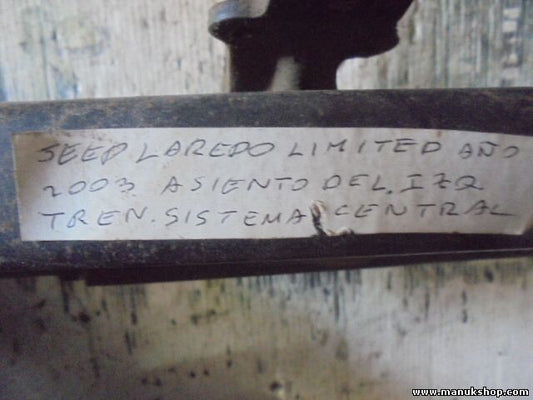 SEEP LAREDO LIMITED AÑO
2003 ASIENTO DEL. IZQ
TREN. SISTEMA CENTRAL
www.manukshop.com